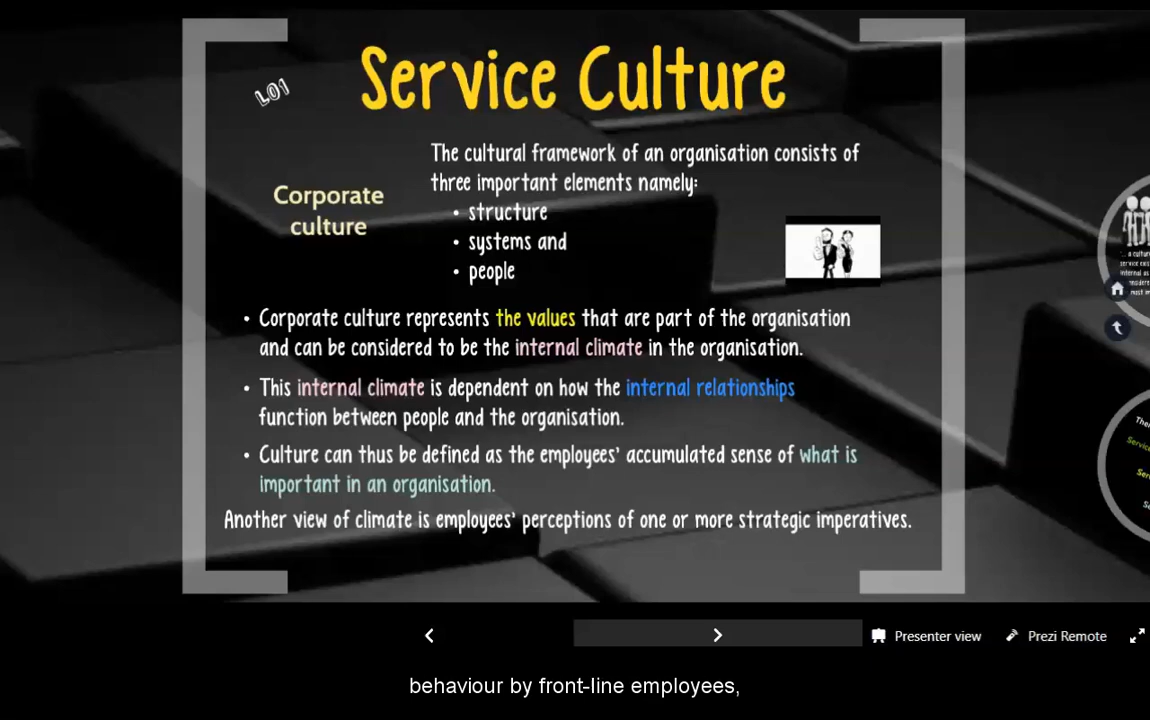 Service Culture
LO1
The cultural framework of an organisation consists of
three important elements namely:
Corporate
culture
• structure
• systems and
• people
• Corporate culture represents the values that are part of the organisation
and can be considered to be the internal climate in the organisation.
• This internal climate is dependent on how the internal relationships
function between people and the organisation.
• Culture can thus be defined as the employees' accumulated sense of what is
important in an organisation.
Another view of climate is employees' perceptions of one or more strategic imperatives.
Presenter view
Prezi Remote
behaviour by front-line employees,